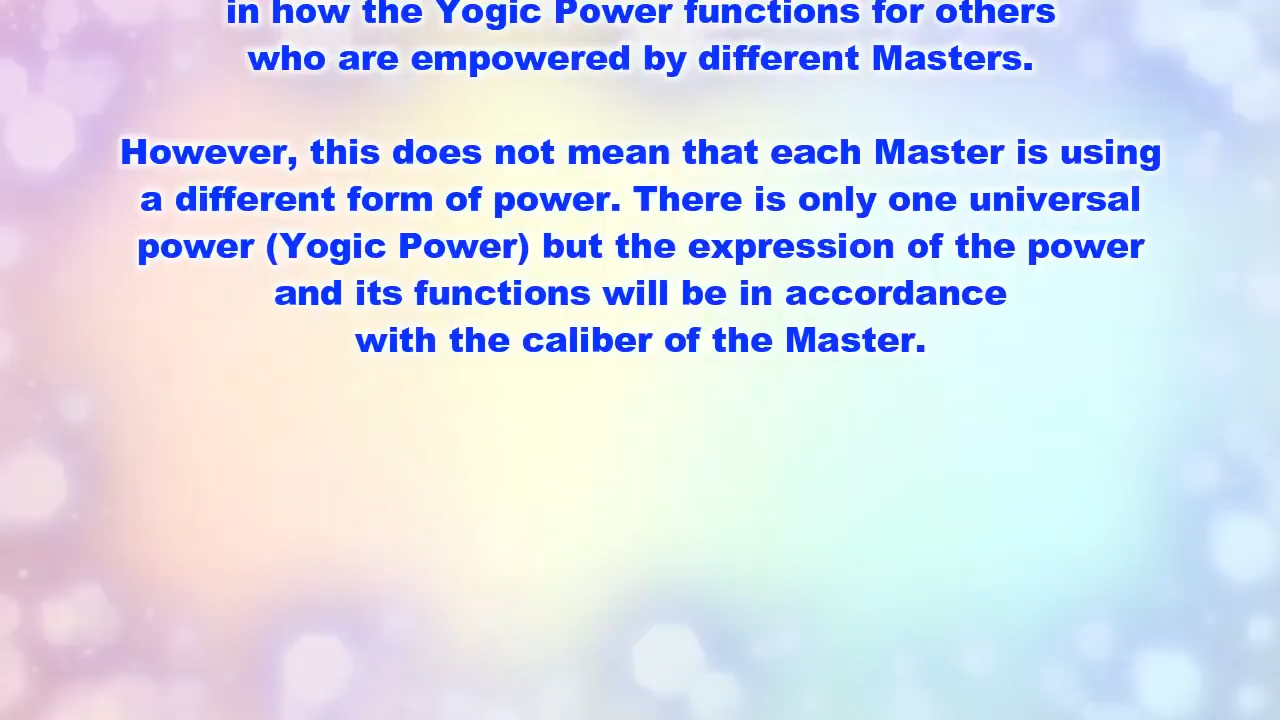 in how the Yogic Power functions for others
who are empowered by different Masters.
However, this does not mean that each Master is using
a different form of power. There is only one universal
power (Yogic Power) but the expression of the power
and its functions will be in accordance
with the caliber of the Master.